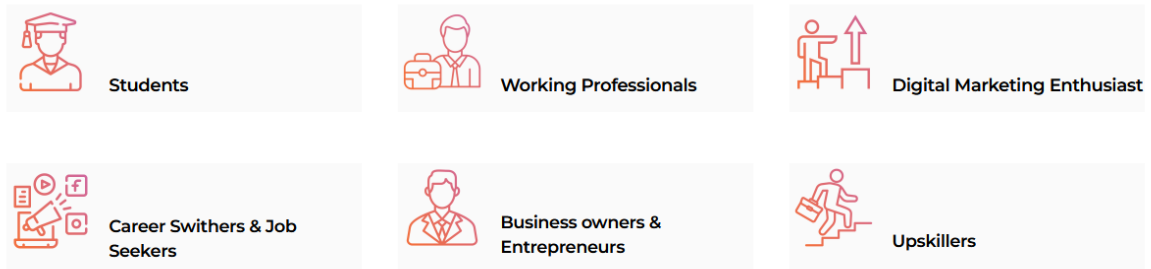 Students
Working Professionals
Digital Marketing Enthusiast
Career Swithers & Job
Seekers
Business owners &
Entrepreneurs
Upskillers